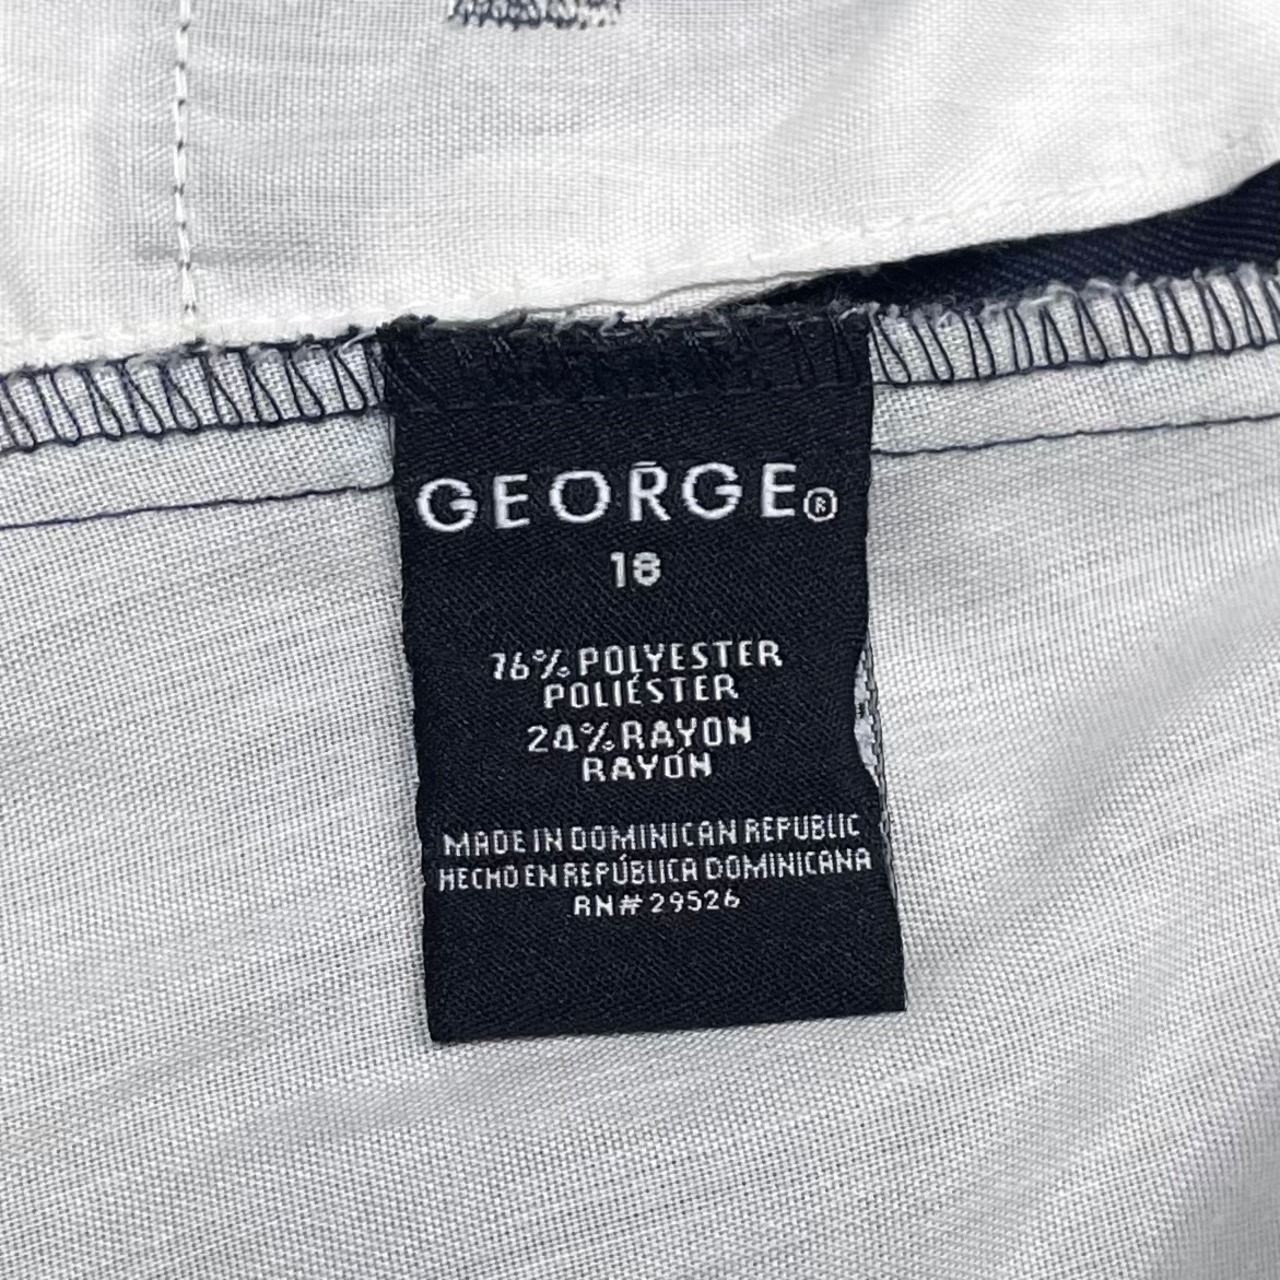 GEORGE®
18
76% POLYESTER
POLIÉSTER
24% RAYON
RAYÓN
MADE IN DOMINICAN REPUBLIC
HECHO EN REPÚBLICA DOMINICANA
RN# 29526